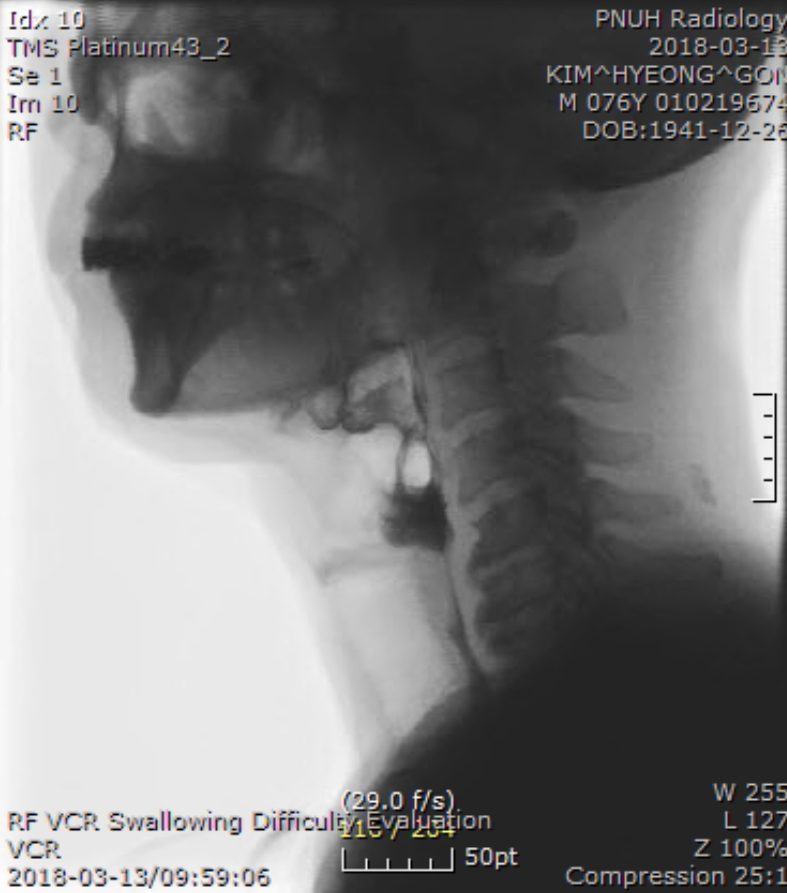 Idx 10
TMS Platinum43_2
Se 1
Im 10
RF
PNUH Radiology
2018-03-13
KIM^HYEONG^GON
M 076Y 010219674
DOB:1941-12-26
(29.0 f/s)
RF VCR Swallowing Difficulty Evaluation
VCR
2018-03-13/09:59:06
50pt
W 255
L 127
Z 100%
Compression 25:1